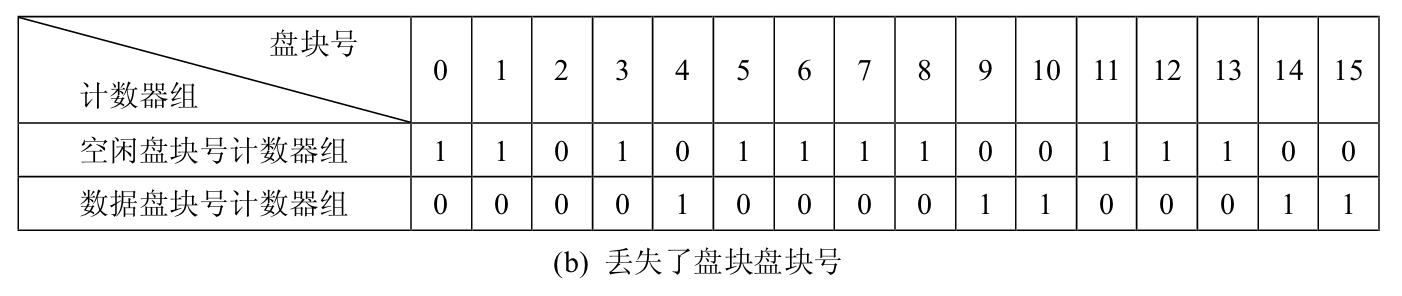 盘块号
计数器组
0 1 2 3 4 5 6 7 8 9 10 11 12 13 14 15
空闲盘块号计数器组 1 1 0 1 0 1 1 1 1 0 0 1 1 1 0 0
数据盘块号计数器组 0 0 0 0 1 0 0 0 0 1 1 0 0 0 1 1
(b) 丢失了盘块盘块号